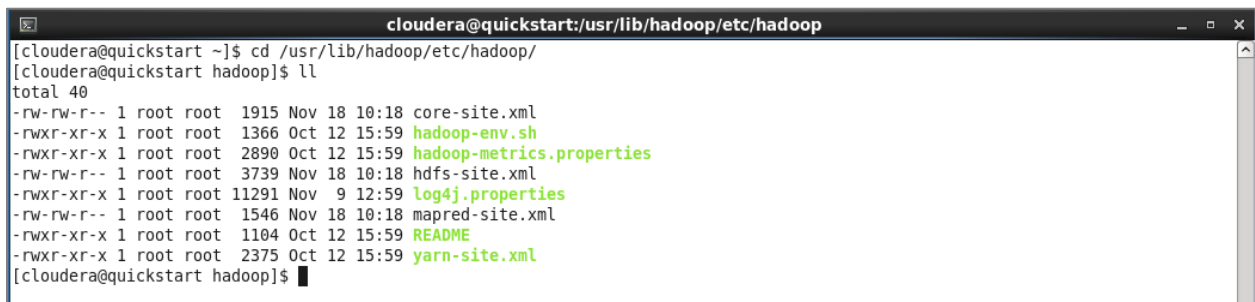 cloudera@quickstart:/usr/lib/hadoop/etc/hadoop
[cloudera@quickstart ~]$ cd /usr/lib/hadoop/etc/hadoop/
[cloudera@quickstart hadoop]$ ll
total 40
-rw-rw-r-- 1 root root  1915 Nov 18 10:18 core-site.xml
-rwxr-xr-x 1 root root  1366 Oct 12 15:59 hadoop-env.sh
-rwxr-xr-x 1 root root  2890 Oct 12 15:59 hadoop-metrics.properties
-rw-rw-r-- 1 root root  3739 Nov 18 10:18 hdfs-site.xml
-rwxr-xr-x 1 root root 11291 Nov  9 12:59 log4j.properties
-rw-rw-r-- 1 root root  1546 Nov 18 10:18 mapred-site.xml
-rwxr-xr-x 1 root root  1104 Oct 12 15:59 README
-rwxr-xr-x 1 root root  2375 Oct 12 15:59 yarn-site.xml
[cloudera@quickstart hadoop]$